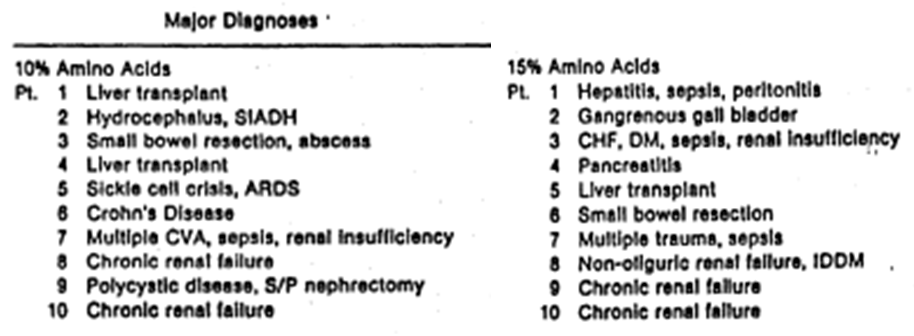 Major Diagnoses
10% Amino Acids
Pt. 1 Liver transplant
2 Hydrocephalus, SIADH
3 Small bowel resection, abscess
4 Liver transplant
5 Sickle cell crisis, ARDS
6 Crohn's Disease
7 Multiple CVA, sepsis, renal insufficiency
8 Chronic renal failure
9 Polycystic disease, S/P nephrectomy
10 Chronic renal failure
15% Amino Acids
Pt. 1 Hepatitis, sepsis, peritonitis
2 Gangrenous gall bladder
3 CHF, DM, sepsis, renal insufficiency
4 Pancreatitis
5 Liver transplant
6 Small bowel resection
7 Multiple trauma, sepsis
8 Non-oliguric renal failure, IDDM
9 Chronic renal failure
10 Chronic renal failure